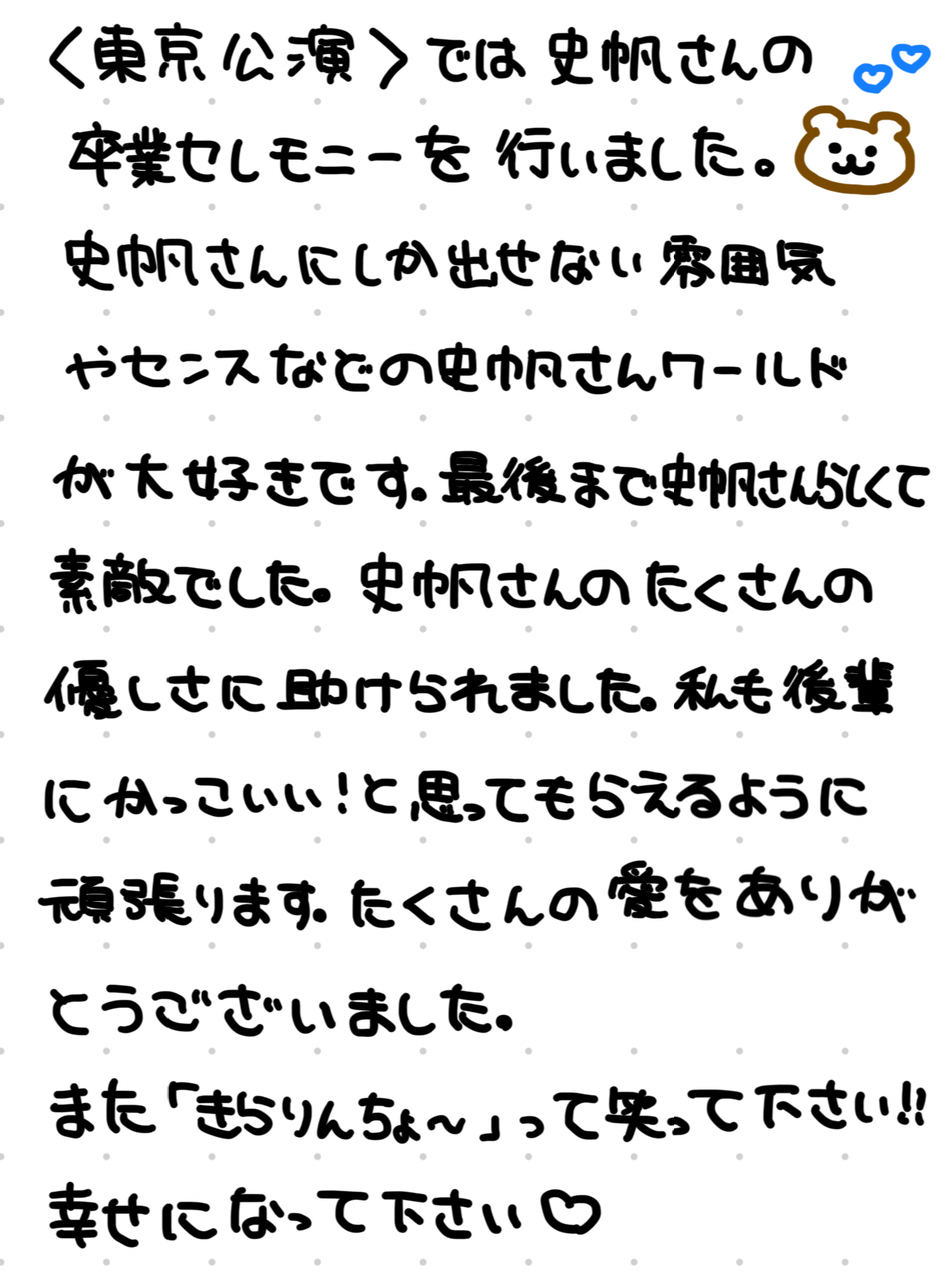 〈東京公演〉では史帆さんの
卒業セレモニーを行いました。
史帆さんにしか出せない雰囲気
やセンスなどの史帆さんワールド
が大好きです。最後まで史帆さんらしくて
素敵でした。史帆さんのたくさんの
優しさに助けられました。私も後輩
にかっこいい!と思ってもらえるように
頑張ります。たくさんの愛をありが
とうございました。
また「きらりんちょ〜」って笑って下さい!!
幸せになって下さい♡